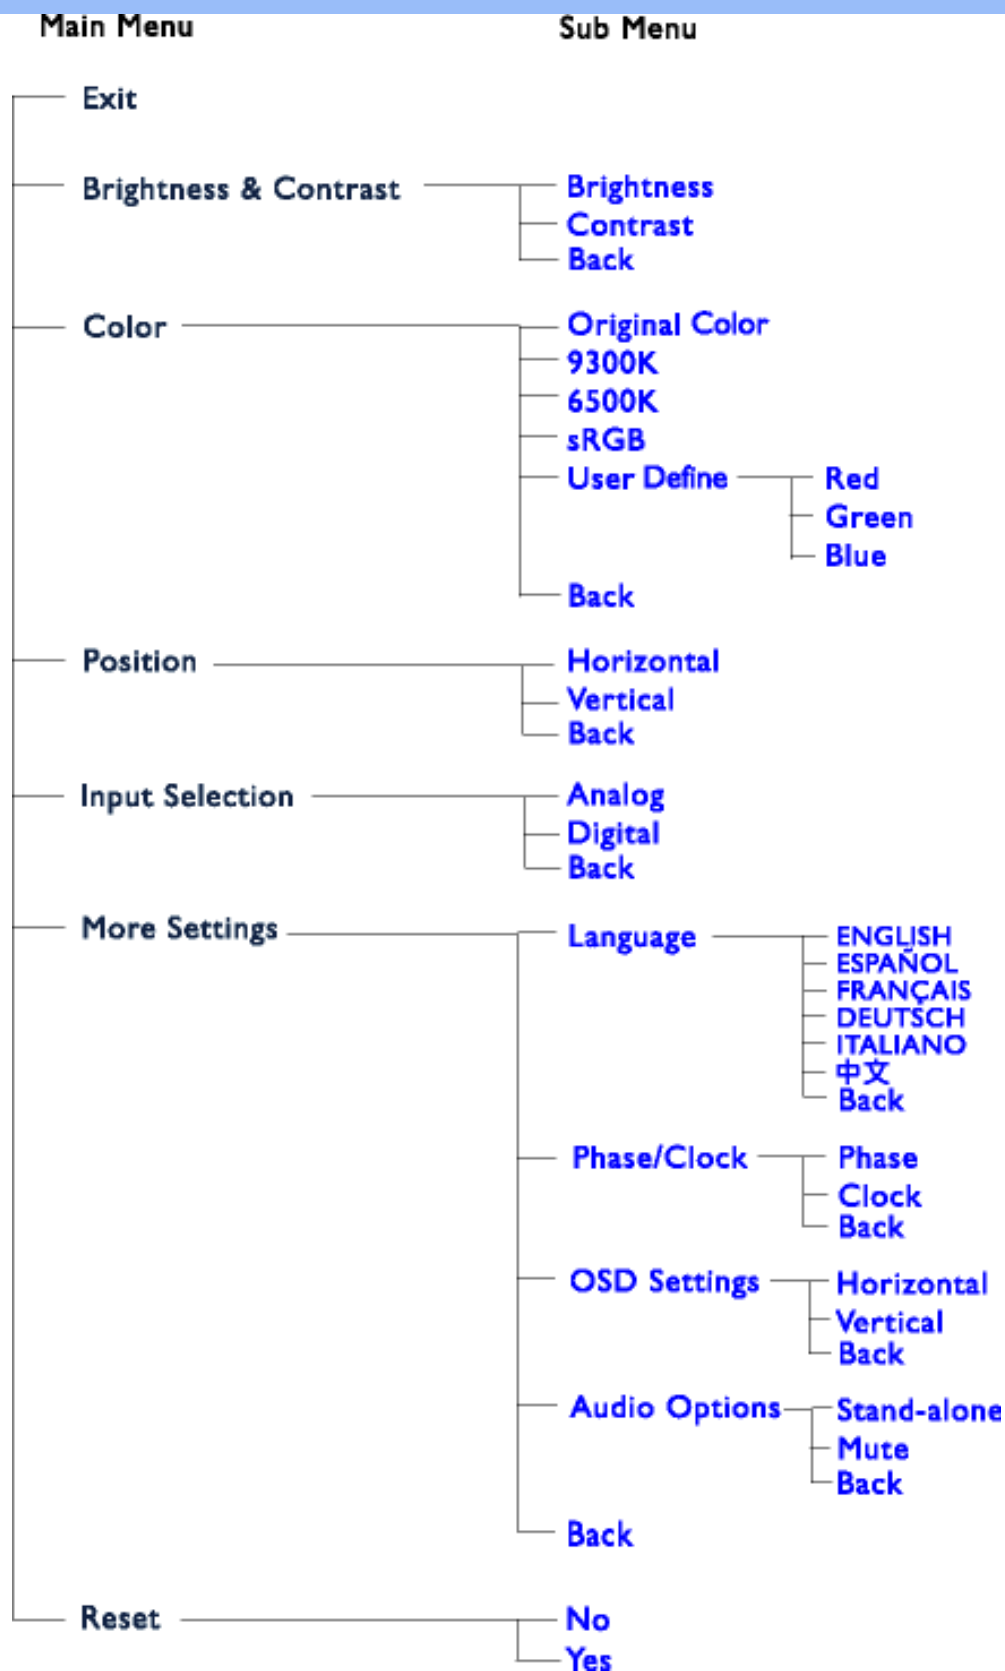 Main Menu Sub Menu
Exit
Brightness & Contrast Brightness
Contrast
Back
Color Original Color
9300K
6500K
sRGB
User Define Red
Green
Blue
Back
Position Horizontal
Vertical
Back
Input Selection Analog
Digital
Back
More Settings Language ENGLISH
ESPAÑOL
FRANÇAIS
DEUTSCH
ITALIANO
中文
Back
Phase/Clock Phase
Clock
Back
OSD Settings Horizontal
Vertical
Back
Audio Options Stand-alone
Mute
Back
Back
Reset No
Yes